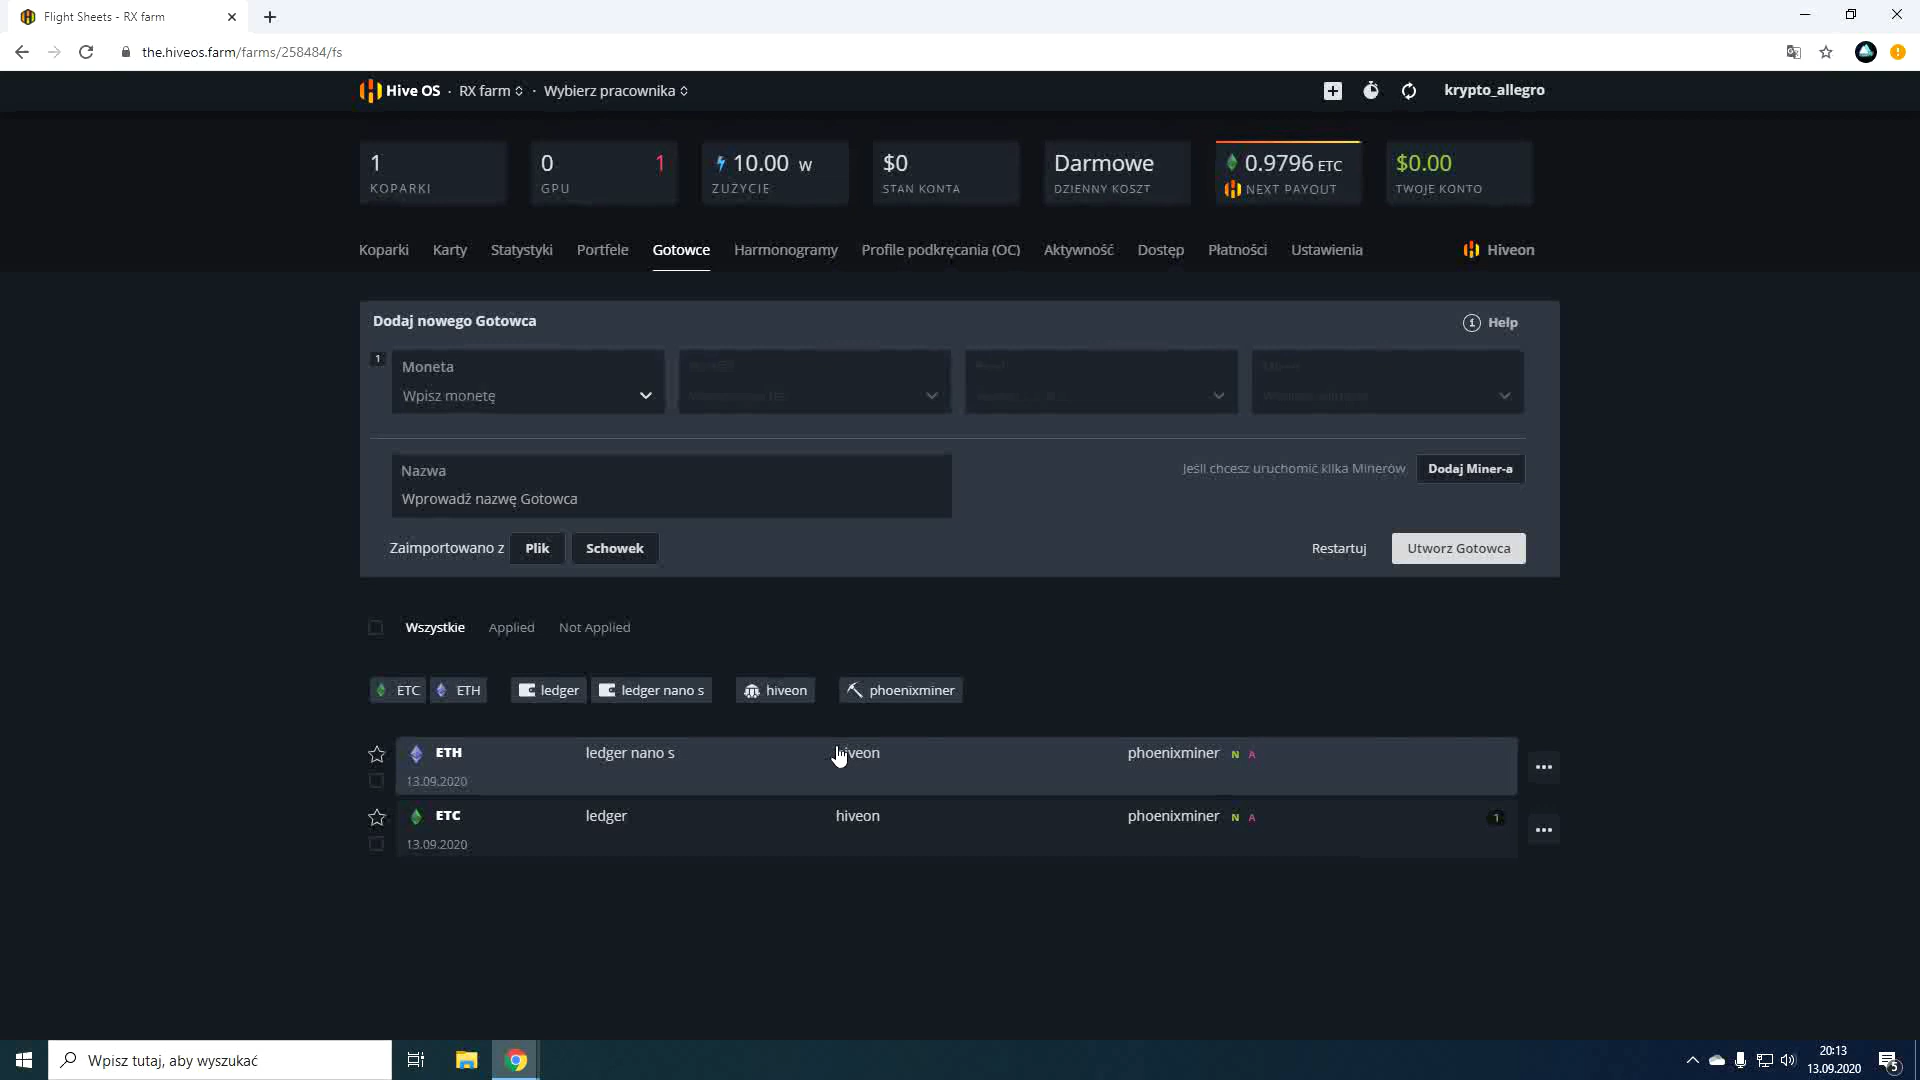 Flight Sheets - RX farm
the.hiveos.farm/farms/258484/fs
Hive OS · RX farm · Wybierz pracownika
krypto_allegro
1
KOPARKI
0 1
GPU
10.00 W
ZUŻYCIE
$0
STAN KONTA
Darmowe
DZIENNY KOSZT
0.9796 ETC
NEXT PAYOUT
$0.00
TWOJE KONTO
Koparki Karty Statystyki Portfele Gotowce Harmonogramy Profile podkręcania (OC) Aktywność Dostęp Płatności Ustawienia Hiveon
Dodaj nowego Gotowca
Help
1
Moneta
Wpisz monetę
Nazwa
Wprowadź nazwę Gotowca
Jeśli chcesz uruchomić kilka Minerów
Dodaj Miner-a
Zaimportowano z Plik Schowek
Restartuj
Utworz Gotowca
Wszystkie Applied Not Applied
ETC ETH ledger ledger nano s hiveon phoenixminer
ETH ledger nano s hiveon phoenixminer N A
13.09.2020
ETC ledger hiveon phoenixminer N A 1
13.09.2020
Wpisz tutaj, aby wyszukać
20:13
13.09.2020
5